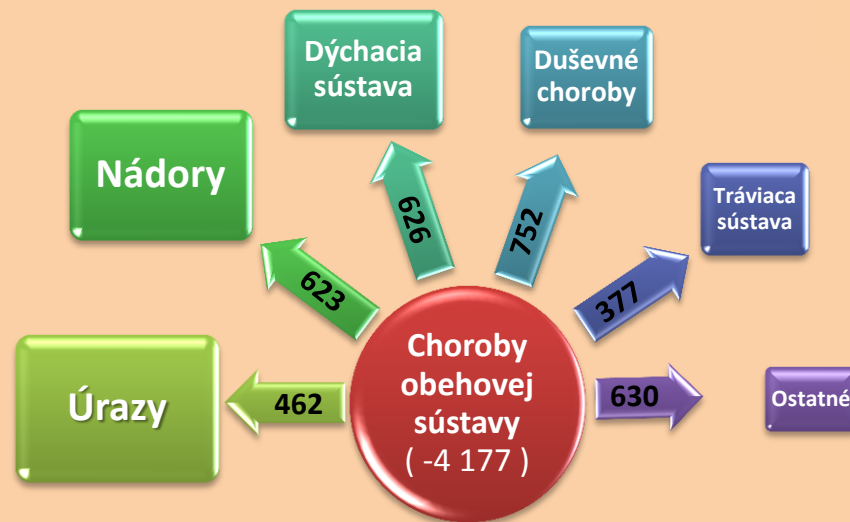 Dýchacia
sústava
Duševné
choroby
Nádory
Tráviaca
sústava
626
752
623
377
Úrazy
462
Choroby
obehovej
sústavy
( -4 177 )
630
Ostatné